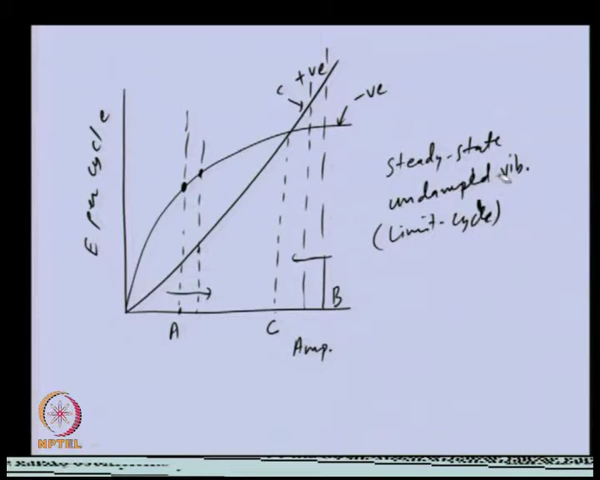 c +ve
-ve
E per cycle
steady-state
undamped vib.
(Limit-cycle)
A
C
B
Amp.
NPTEL